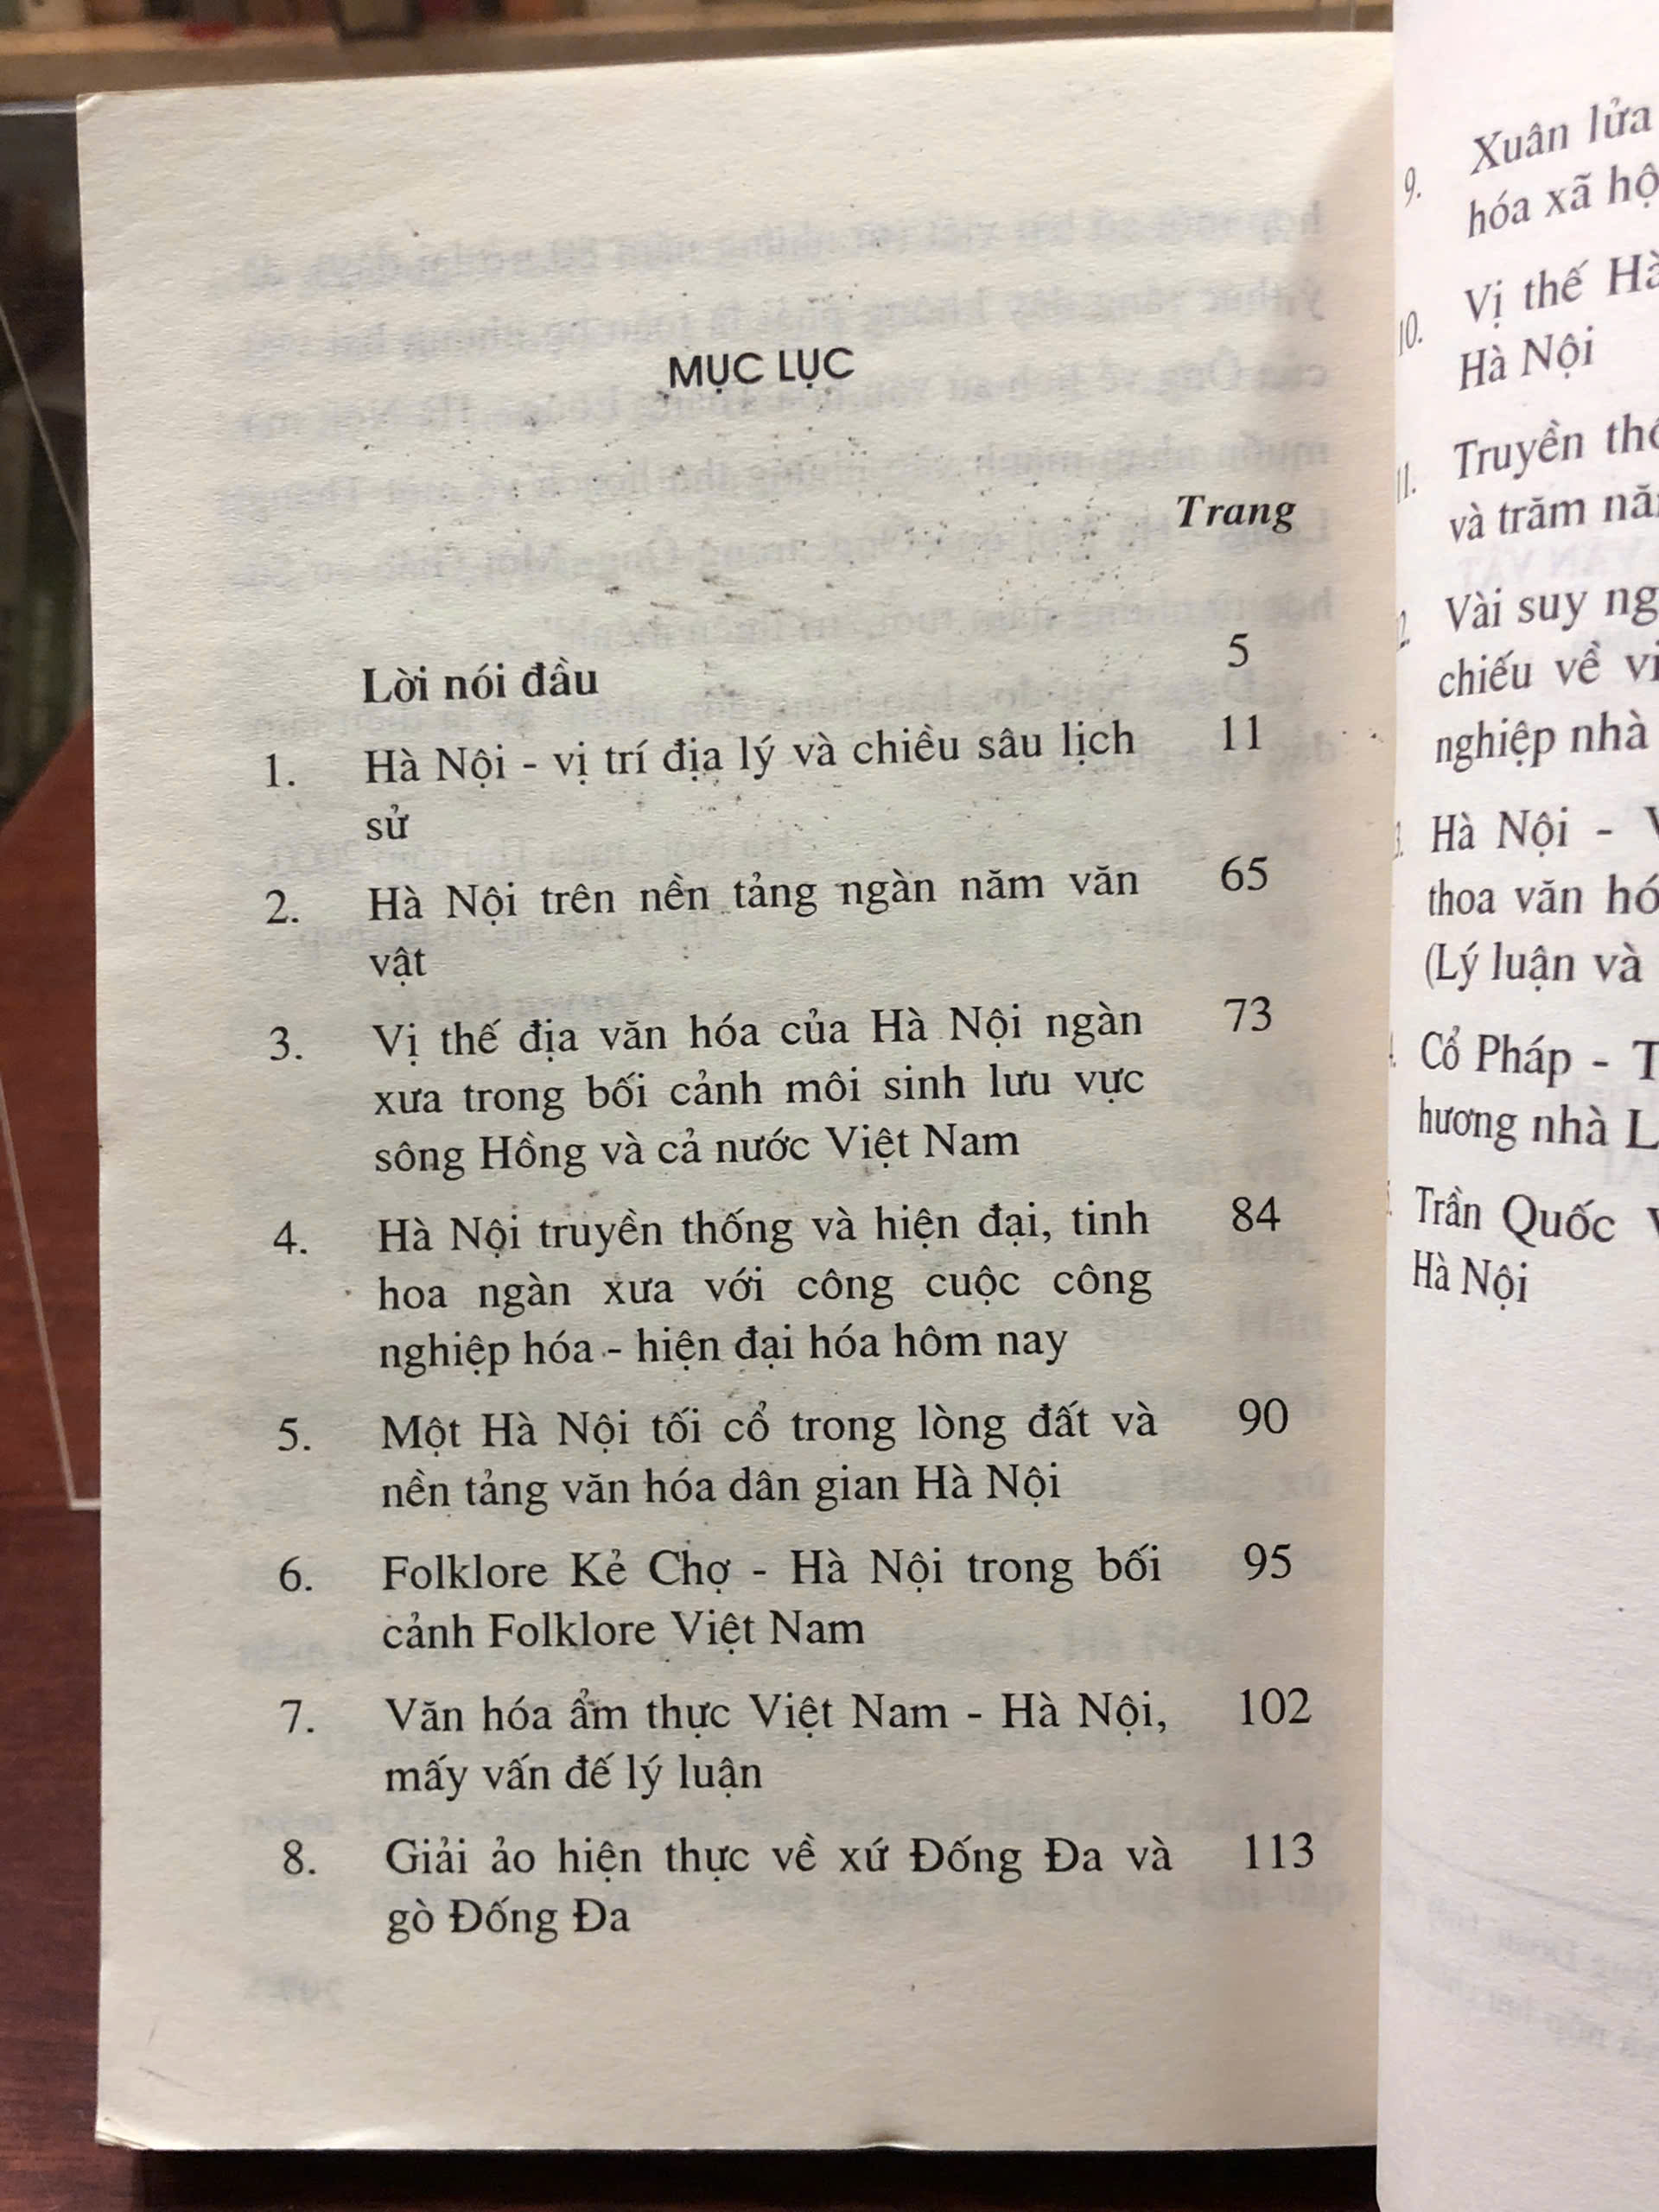 MỤC LỤC
Trang
Lời nói đầu 5
1. Hà Nội - vị trí địa lý và chiều sâu lịch 11
sử
2. Hà Nội trên nền tảng ngàn năm văn 65
vật
3. Vị thế địa văn hóa của Hà Nội ngàn 73
xưa trong bối cảnh môi sinh lưu vực
sông Hồng và cả nước Việt Nam
4. Hà Nội truyền thống và hiện đại, tinh 84
hoa ngàn xưa với công cuộc công
nghiệp hóa - hiện đại hóa hôm nay
5. Một Hà Nội tối cổ trong lòng đất và 90
nền tảng văn hóa dân gian Hà Nội
6. Folklore Kẻ Chợ - Hà Nội trong bối 95
cảnh Folklore Việt Nam
7. Văn hóa ẩm thực Việt Nam - Hà Nội, 102
mấy vấn đế lý luận
8. Giải ảo hiện thực về xứ Đống Đa và 113
gò Đống Đa
9. Xuân lửa
hóa xã
10. Vị thế
Hà Nội
11. Truyền
và trăm
Vài suy
chiếu về
nghiệp nhà
Hà Nội -
thoa văn
(Lý luận và
Cổ Pháp -
hương nhà
Trần Quốc
Hà Nội